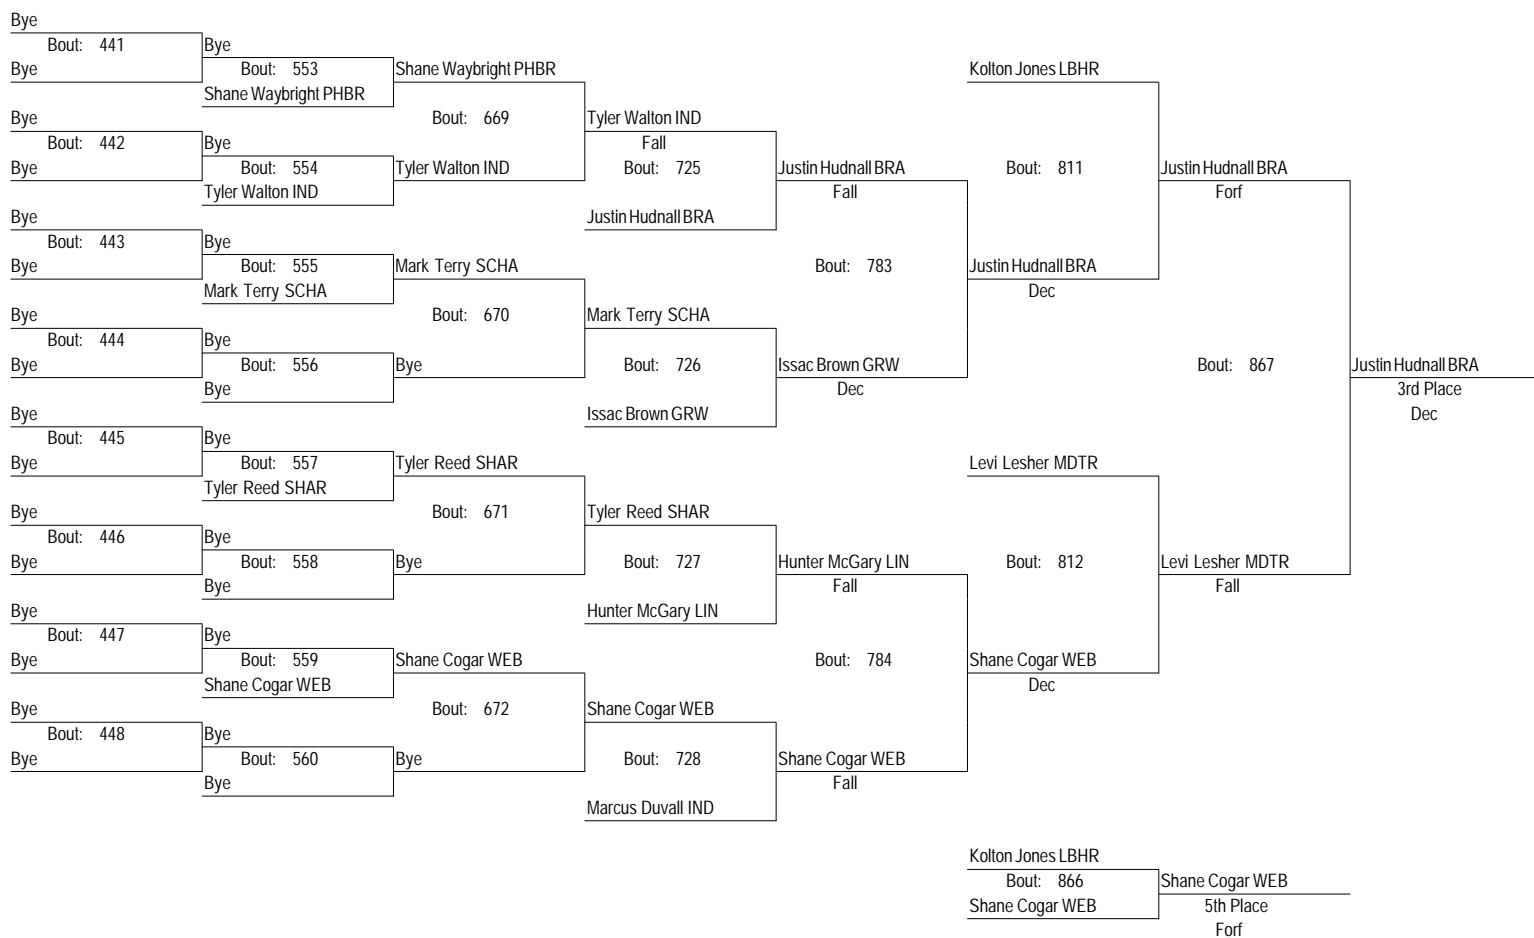 Bye
Bout: 441
Bye
Bye
Bout: 442
Bye
Bye
Bout: 443
Bye
Bye
Bout: 444
Bye
Bye
Bout: 445
Bye
Bye
Bout: 446
Bye
Bye
Bout: 447
Bye
Bye
Bout: 448
Bye
Bye
Bout: 553
Shane Waybright PHBR
Bye
Bout: 554
Tyler Walton IND
Bye
Bout: 555
Mark Terry SCHA
Bye
Bout: 556
Bye
Bye
Bout: 557
Tyler Reed SHAR
Bye
Bout: 558
Bye
Bye
Bout: 559
Shane Cogar WEB
Bye
Bout: 560
Bye
Shane Waybright PHBR
Bout: 669
Tyler Walton IND
Mark Terry SCHA
Bout: 670
Bye
Tyler Reed SHAR
Bout: 671
Bye
Shane Cogar WEB
Bout: 672
Bye
Tyler Walton IND
Fall
Bout: 725
Justin Hudnall BRA
Mark Terry SCHA
Bout: 726
Issac Brown GRW
Tyler Reed SHAR
Bout: 727
Hunter McGary LIN
Shane Cogar WEB
Bout: 728
Marcus Duvall IND
Justin Hudnall BRA
Fall
Bout: 783
Issac Brown GRW
Dec
Hunter McGary LIN
Fall
Bout: 784
Shane Cogar WEB
Fall
Kolton Jones LBHR
Bout: 811
Justin Hudnall BRA
Dec
Levi Lesher MDTR
Bout: 812
Shane Cogar WEB
Dec
Justin Hudnall BRA
Forf
Bout: 867
Levi Lesher MDTR
Fall
Justin Hudnall BRA
3rd Place
Dec
Kolton Jones LBHR
Bout: 866
Shane Cogar WEB
Shane Cogar WEB
5th Place
Forf